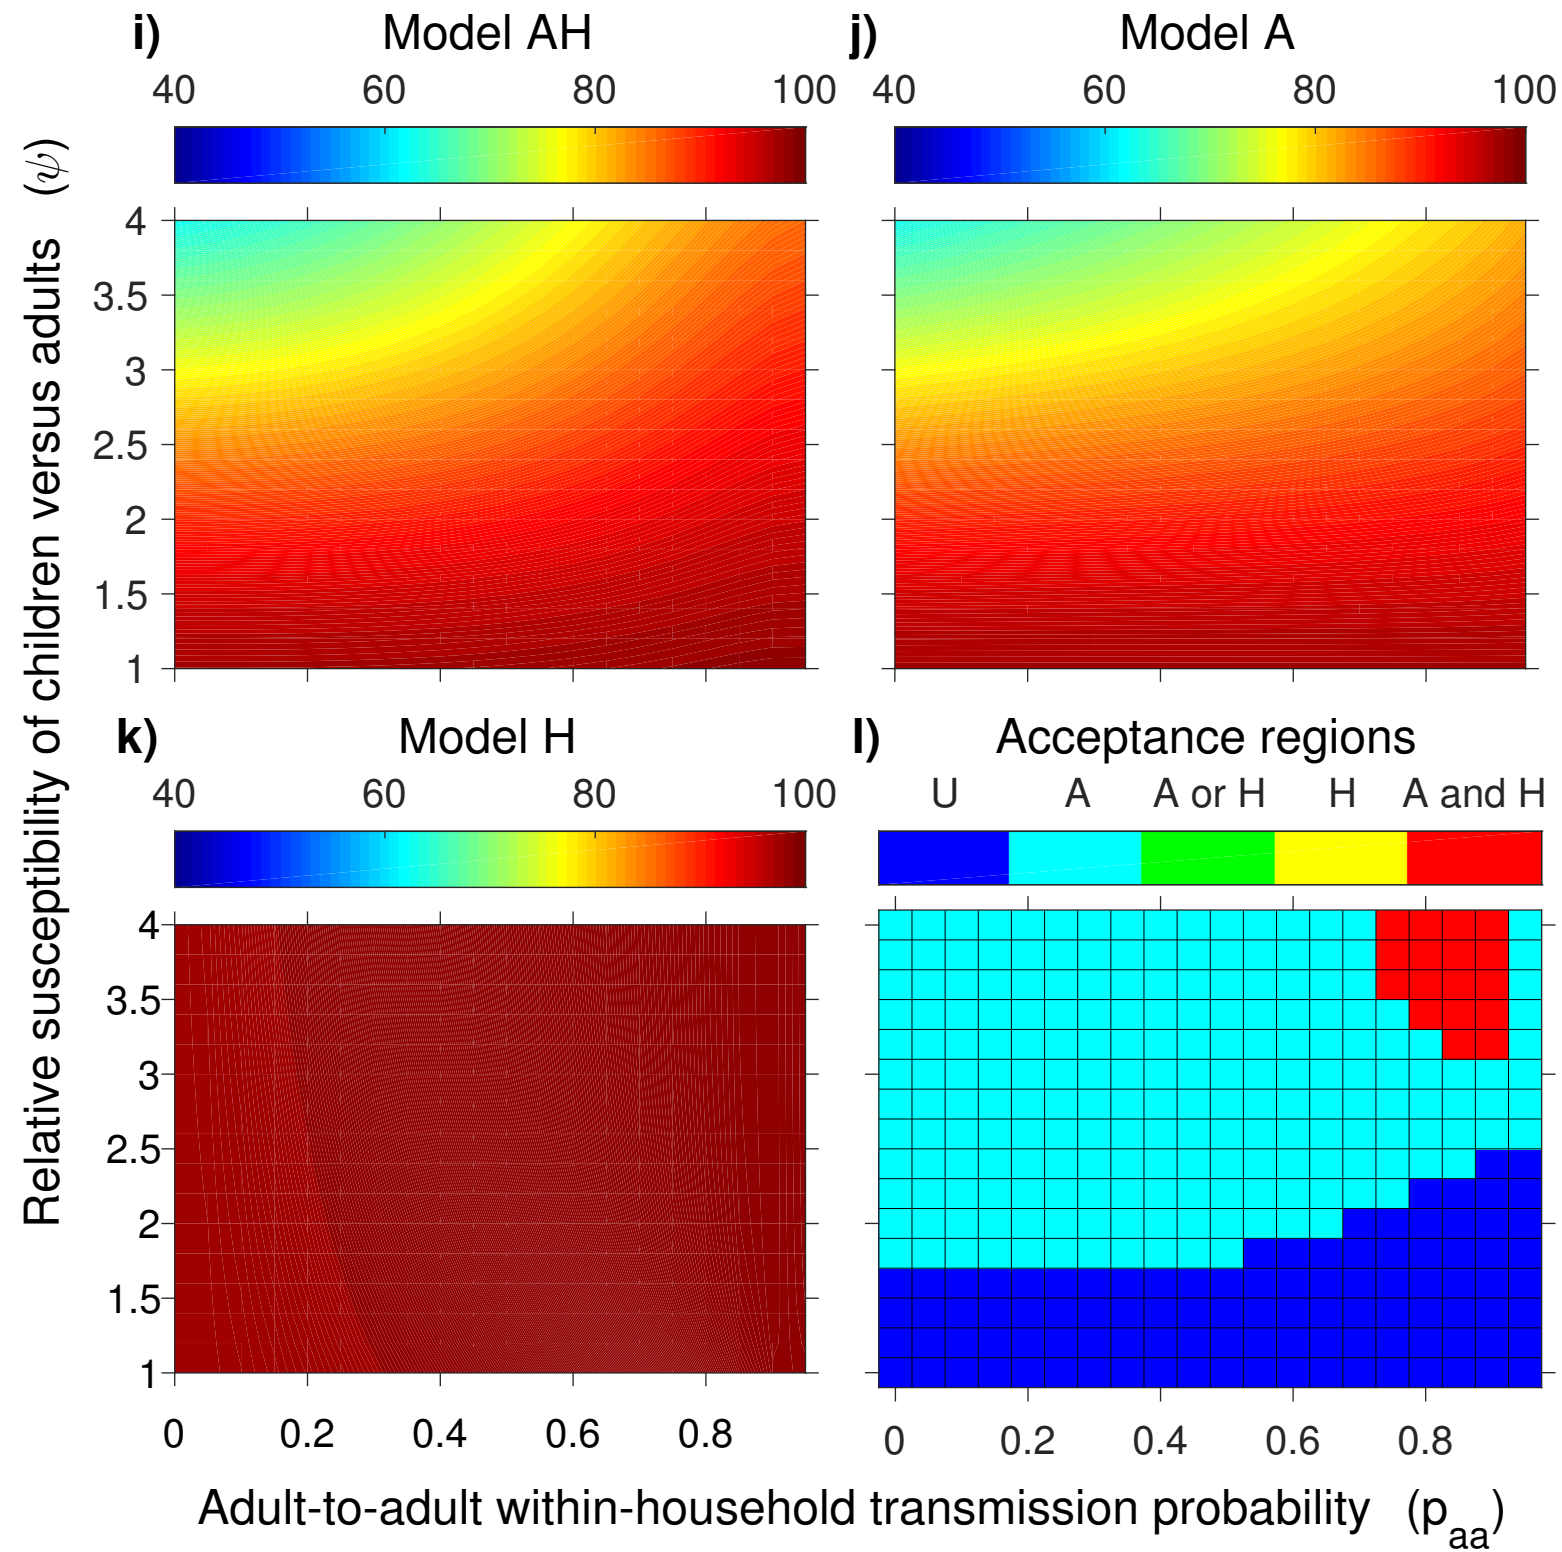 i) Model AH
40 60 80 100
j) Model A
40 60 80 100
Relative susceptibility of children versus adults (ψ)
4
3.5
3
2.5
2
1.5
1
k) Model H
40 60 80 100
l) Acceptance regions
U A A or H H A and H
4
3.5
3
2.5
2
1.5
1
0 0.2 0.4 0.6 0.8
0 0.2 0.4 0.6 0.8
Adult-to-adult within-household transmission probability (p_aa)